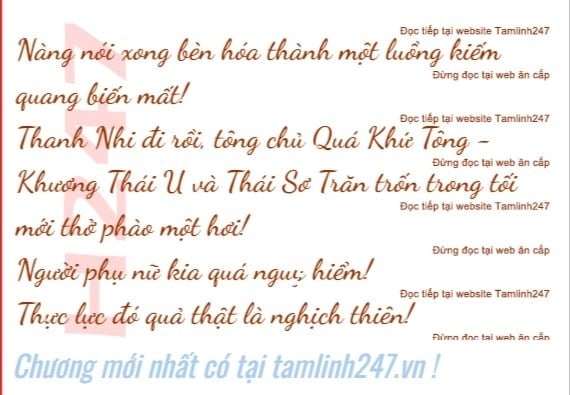 Đọc tiếp tại website Tamlinh247
Nàng nói xong bèn hóa thành một luồng kiếm
Đừng đọc tại web ăn cắp
quang biến mất!
Đọc tiếp tại website Tamlinh247
Thanh Nhi đi rồi, tông chủ Quá Khứ Tông -
Đừng đọc tại web ăn cắp
Khương Thái U và Thái Sơ Trăn trốn trong tối
Đọc tiếp tại website Tamlinh247
mới thở phào một hơi!
Đừng đọc tại web ăn cắp
Người phụ nữ kia quá nguy hiểm!
Đọc tiếp tại website Tamlinh247
Thực lực đó quả thật là nghịch thiên!
Đừng đọc tại web ăn cắp
H247
Chương mới nhất có tại tamlinh247.vn !